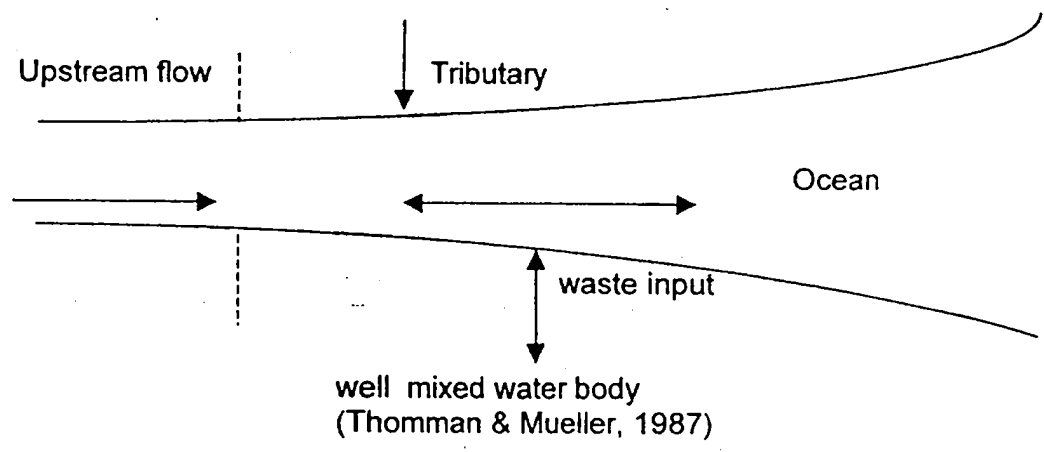 Upstream flow
Tributary
Ocean
waste input
well mixed water body
(Thomman & Mueller, 1987)